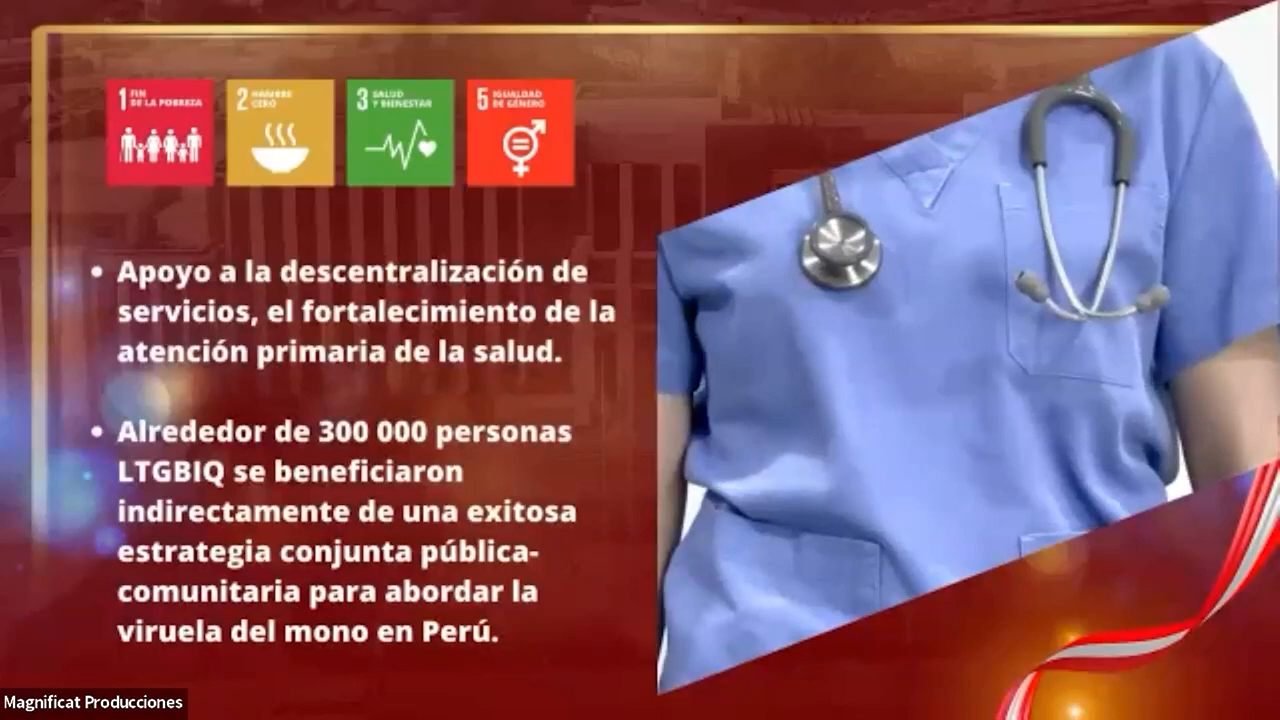 1 FIN
DE LA POBREZA
2 HAMBRE
CERO
3 SALUD
Y BIENESTAR
5 IGUALDAD
DE GÉNERO
• Apoyo a la descentralización de
servicios, el fortalecimiento de la
atención primaria de la salud.
• Alrededor de 300 000 personas
LTGBIQ se beneficiaron
indirectamente de una exitosa
estrategia conjunta pública-
comunitaria para abordar la
viruela del mono en Perú.
Magnificat Producciones